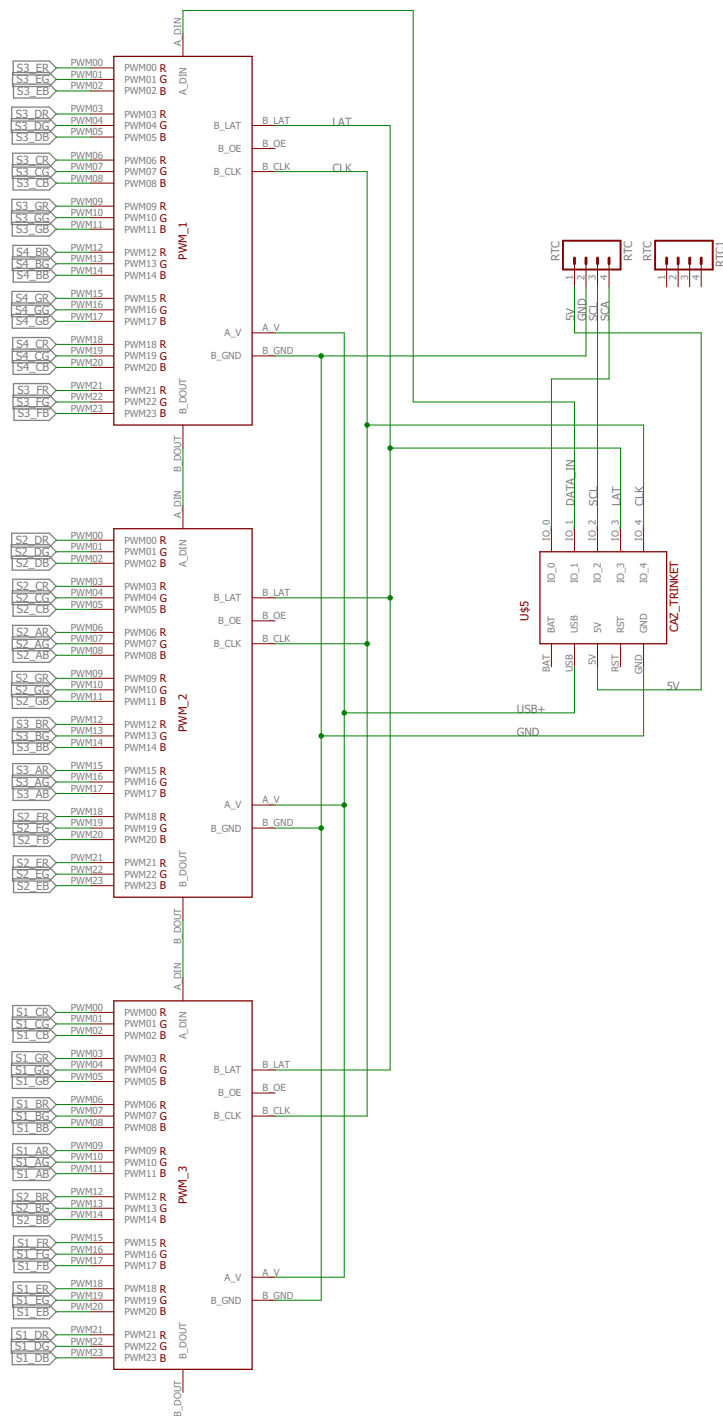 A_DIN
S3_ER PWM00 PWM00 R
S3_EG PWM01 PWM01 G
S3_EB PWM02 PWM02 B
A_DIN
S3_DR PWM03 PWM03 R
S3_DG PWM04 PWM04 G
S3_DB PWM05 PWM05 B
B_LAT B_LAT LAT
B_OE B_OE
S3_CR PWM06 PWM06 R
S3_CG PWM07 PWM07 G
S3_CB PWM08 PWM08 B
B_CLK B_CLK CLK
S3_GR PWM09 PWM09 R
S3_GG PWM10 PWM10 G
S3_GB PWM11 PWM11 B
PWM_1
S4_BR PWM12 PWM12 R
S4_BG PWM13 PWM13 G
S4_BB PWM14 PWM14 B
S4_GR PWM15 PWM15 R
S4_GG PWM16 PWM16 G
S4_GB PWM17 PWM17 B
A_V A_V
S4_CR PWM18 PWM18 R
S4_CG PWM19 PWM19 G
S4_CB PWM20 PWM20 B
B_GND B_GND
S3_FR PWM21 PWM21 R
S3_FG PWM22 PWM22 G
S3_FB PWM23 PWM23 B
B_DOUT
B_DOUT
RTC RTC
1 2 3 4
5V GND SCL SCA
RTC RTC1
1 2 3 4
A_DIN
S2_DR PWM00 PWM00 R
S2_DG PWM01 PWM01 G
S2_DB PWM02 PWM02 B
A_DIN
S2_CR PWM03 PWM03 R
S2_CG PWM04 PWM04 G
S2_CB PWM05 PWM05 B
B_LAT B_LAT
B_OE B_OE
S2_AR PWM06 PWM06 R
S2_AG PWM07 PWM07 G
S2_AB PWM08 PWM08 B
B_CLK B_CLK
S2_GR PWM09 PWM09 R
S2_GG PWM10 PWM10 G
S2_GB PWM11 PWM11 B
PWM_2
S3_BR PWM12 PWM12 R
S3_BG PWM13 PWM13 G
S3_BB PWM14 PWM14 B
S3_AR PWM15 PWM15 R
S3_AG PWM16 PWM16 G
S3_AB PWM17 PWM17 B
A_V A_V
S2_FR PWM18 PWM18 R
S2_FG PWM19 PWM19 G
S2_FB PWM20 PWM20 B
B_GND B_GND
S2_ER PWM21 PWM21 R
S2_EG PWM22 PWM22 G
S2_EB PWM23 PWM23 B
B_DOUT
B_DOUT
DATA_IN SCL LAT CLK
IO_0 IO_1 IO_2 IO_3 IO_4
IO_0 IO_1 IO_2 IO_3 IO_4
U$5
CAZ_TRINKET
BAT USB 5V RST GND
BAT USB 5V RST GND
5V
USB+
GND
A_DIN
S1_CR PWM00 PWM00 R
S1_CG PWM01 PWM01 G
S1_CB PWM02 PWM02 B
A_DIN
S1_GR PWM03 PWM03 R
S1_GG PWM04 PWM04 G
S1_GB PWM05 PWM05 B
B_LAT B_LAT
B_OE B_OE
S1_BR PWM06 PWM06 R
S1_BG PWM07 PWM07 G
S1_BB PWM08 PWM08 B
B_CLK B_CLK
S1_AR PWM09 PWM09 R
S1_AG PWM10 PWM10 G
S1_AB PWM11 PWM11 B
PWM_3
S2_BR PWM12 PWM12 R
S2_BG PWM13 PWM13 G
S2_BB PWM14 PWM14 B
S1_FR PWM15 PWM15 R
S1_FG PWM16 PWM16 G
S1_FB PWM17 PWM17 B
A_V A_V
S1_ER PWM18 PWM18 R
S1_EG PWM19 PWM19 G
S1_EB PWM20 PWM20 B
B_GND B_GND
S1_DR PWM21 PWM21 R
S1_DG PWM22 PWM22 G
S1_DB PWM23 PWM23 B
B_DOUT
B_DOUT